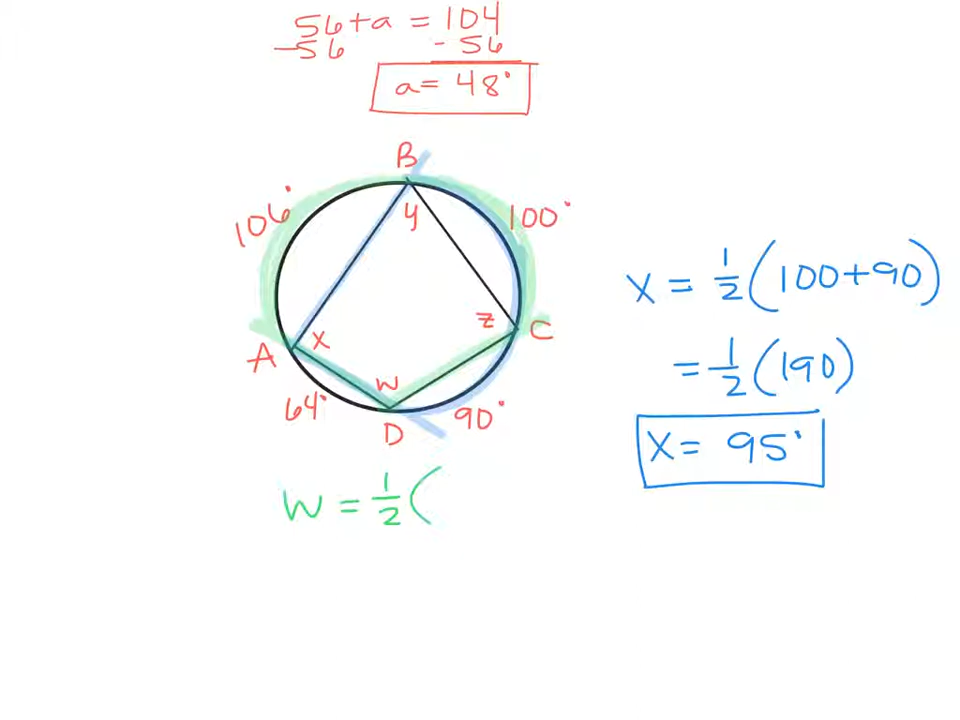 56 + a = 104
-56 - 56
a = 48°
B
106°
y
100°
z
C
A
x
w
64°
90°
D
x = 1/2 (100 + 90)
= 1/2 (190)
x = 95°
w = 1/2 (